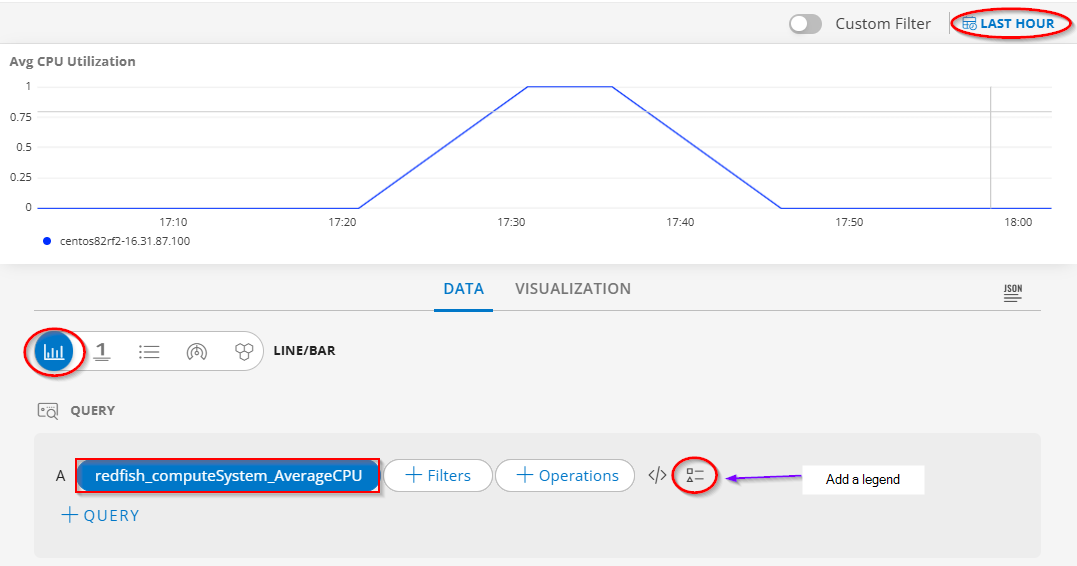 Custom Filter
LAST HOUR
Avg CPU Utilization
1
0.75
0.5
0.25
0
17:10 17:20 17:30 17:40 17:50 18:00
centos82rf2-16.31.87.100
DATA VISUALIZATION
JSON
1
LINE/BAR
QUERY
A redfish_computeSystem_AverageCPU + Filters + Operations </> Add a legend
+ QUERY